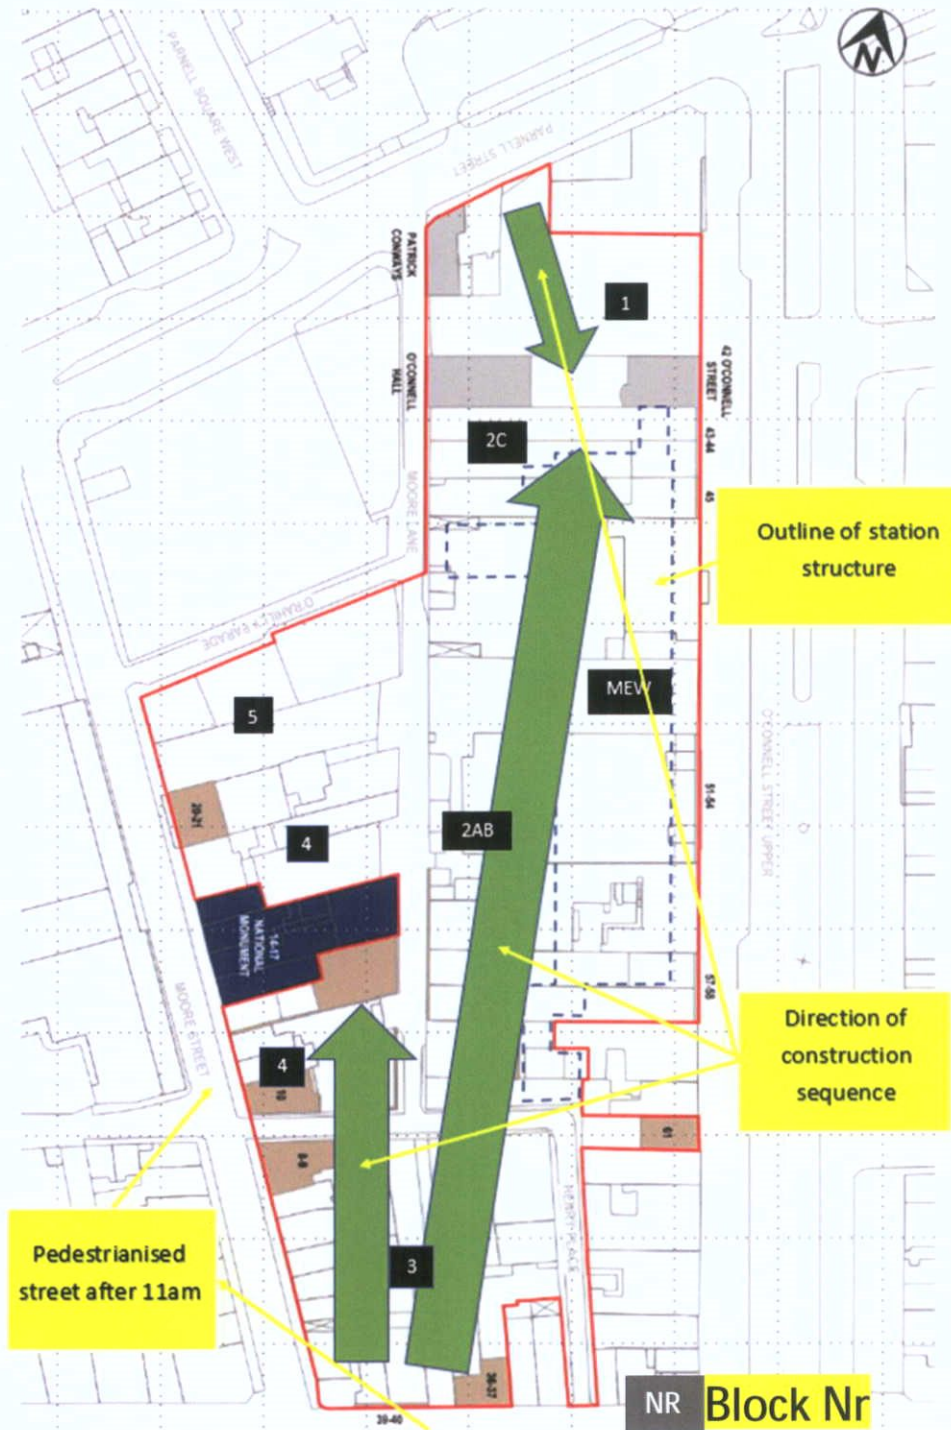 N
PARNELL SQUARE WEST
PARNELL STREET
PATRICK
CONWAYS
1
O'CONNELL
HALL
42 O'CONNELL
STREET
2C
43-44
45
MOORE LANE
Outline of station
structure
O'RAHILLY PARADE
MEW
5
O'CONNELL STREET UPPER
51-54
20-21
2AB
4
14-17
NATIONAL
MONUMENT
57-58
MOORE STREET
Direction of
construction
sequence
4
10
61
8-9
HENRY PLACE
Pedestrianised
street after 11am
3
36-37
39-40
NR Block Nr